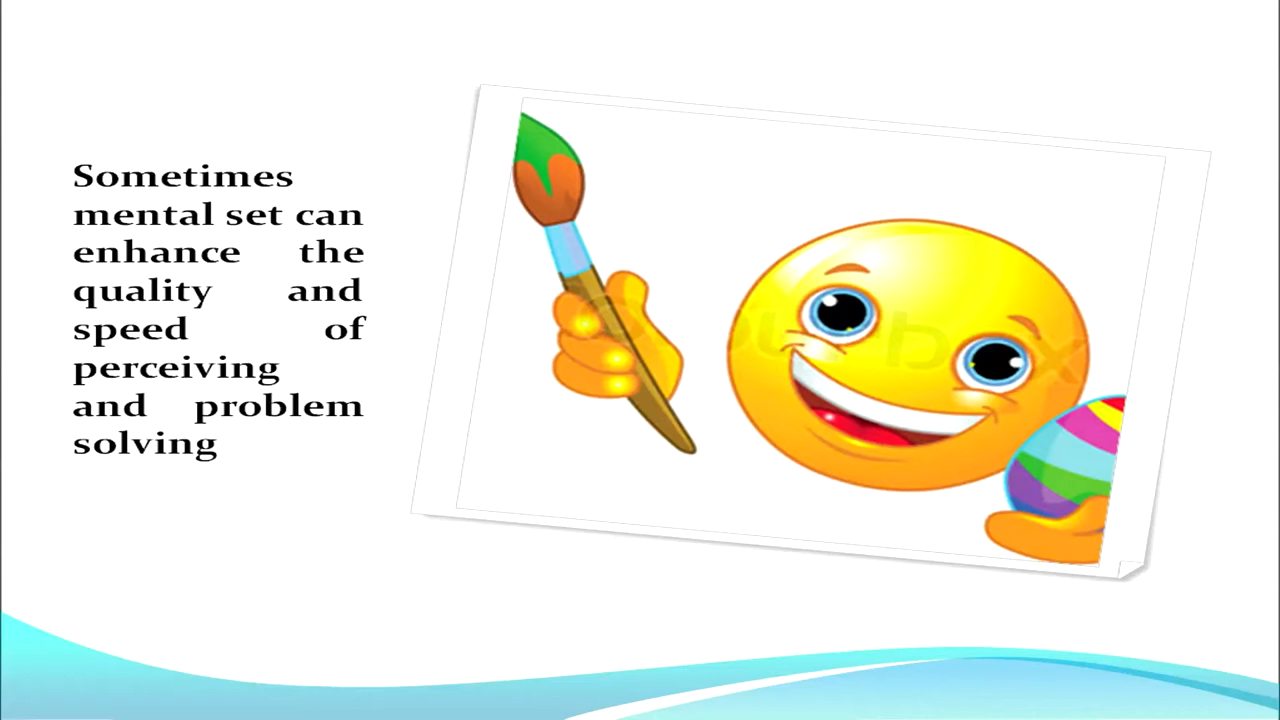 Sometimes
mental set can
enhance the
quality and
speed of
perceiving
and problem
solving